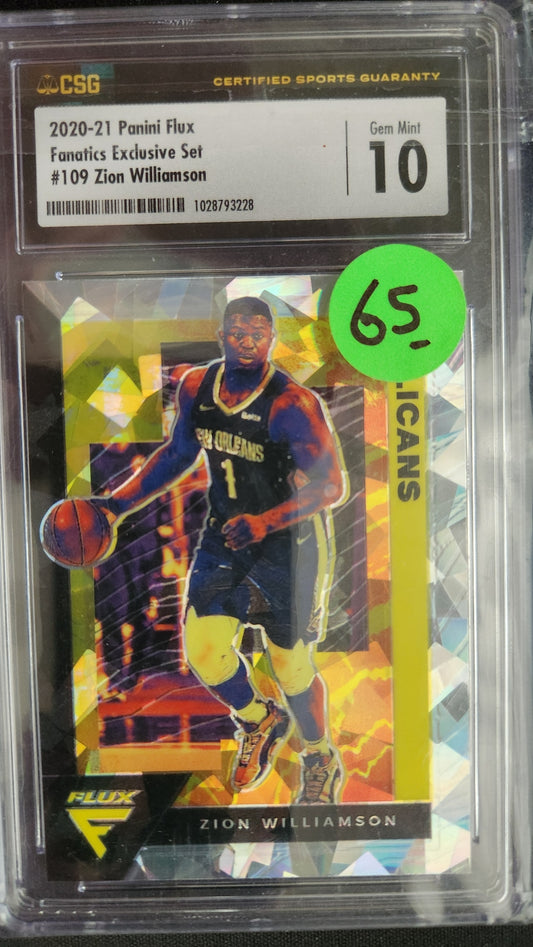 CSG
CERTIFIED SPORTS GUARANTY
2020-21 Panini Flux
Fanatics Exclusive Set
#109 Zion Williamson
1028793228
Gem Mint
10
65.
LICANS
NEW ORLEANS
1
FLUX
ZION WILLIAMSON